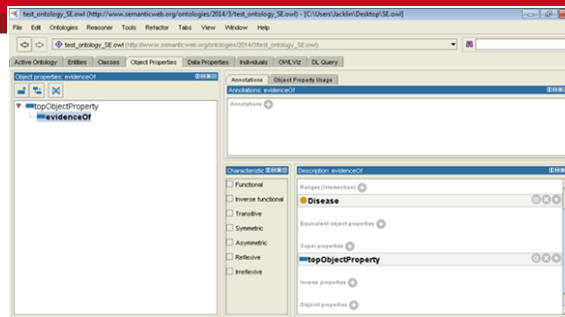 test_ontology_SE.owl (http://www.semanticweb.org/ontologies/2014/3/test_ontology_SE.owl) - [C:\Users\Jacklin\Desktop\SE.owl]
File Edit Ontologies Reasoner Tools Refactor Tabs View Window Help
test_ontology_SE.owl (http://www.semanticweb.org/ontologies/2014/3/test_ontology_SE.owl)
Active Ontology Entities Classes Object Properties Data Properties Individuals OWLViz DL Query
Object properties: evidenceOf
topObjectProperty
evidenceOf
Annotations Object Property Usage
Annotations: evidenceOf
Annotations
Characteristic
Functional
Inverse functional
Transitive
Symmetric
Asymmetric
Reflexive
Irreflexive
Description: evidenceOf
Ranges (intersection)
Disease
Equivalent object properties
Super properties
topObjectProperty
Inverse properties
Disjoint properties